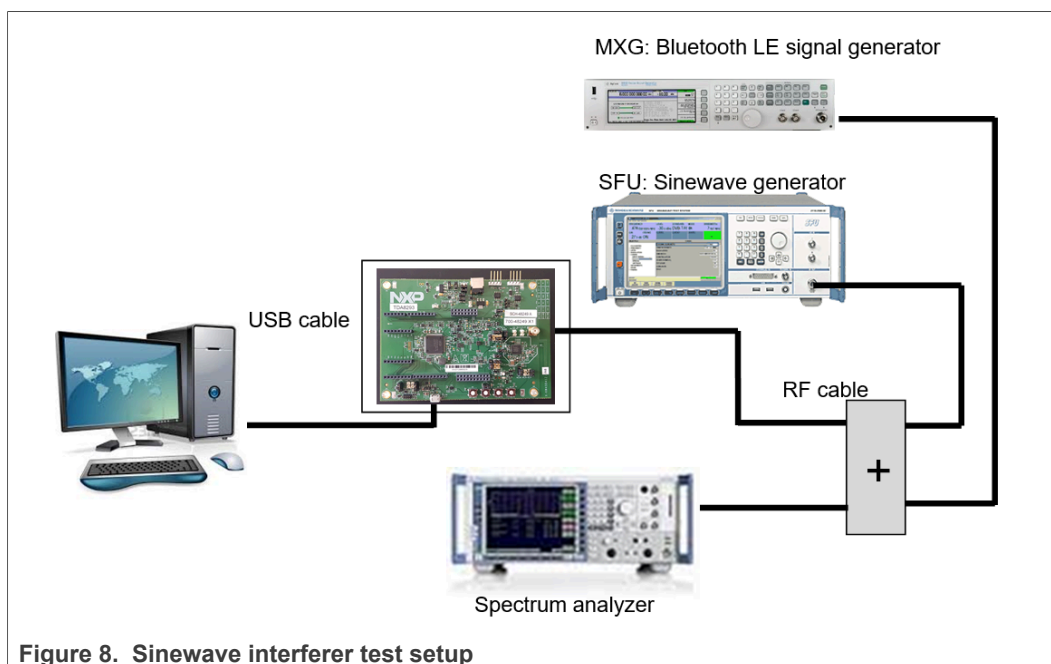 MXG: Bluetooth LE signal generator
SFU: Sinewave generator
SFU
NXP
USB cable
RF cable
+
Spectrum analyzer
Figure 8. Sinewave interferer test setup